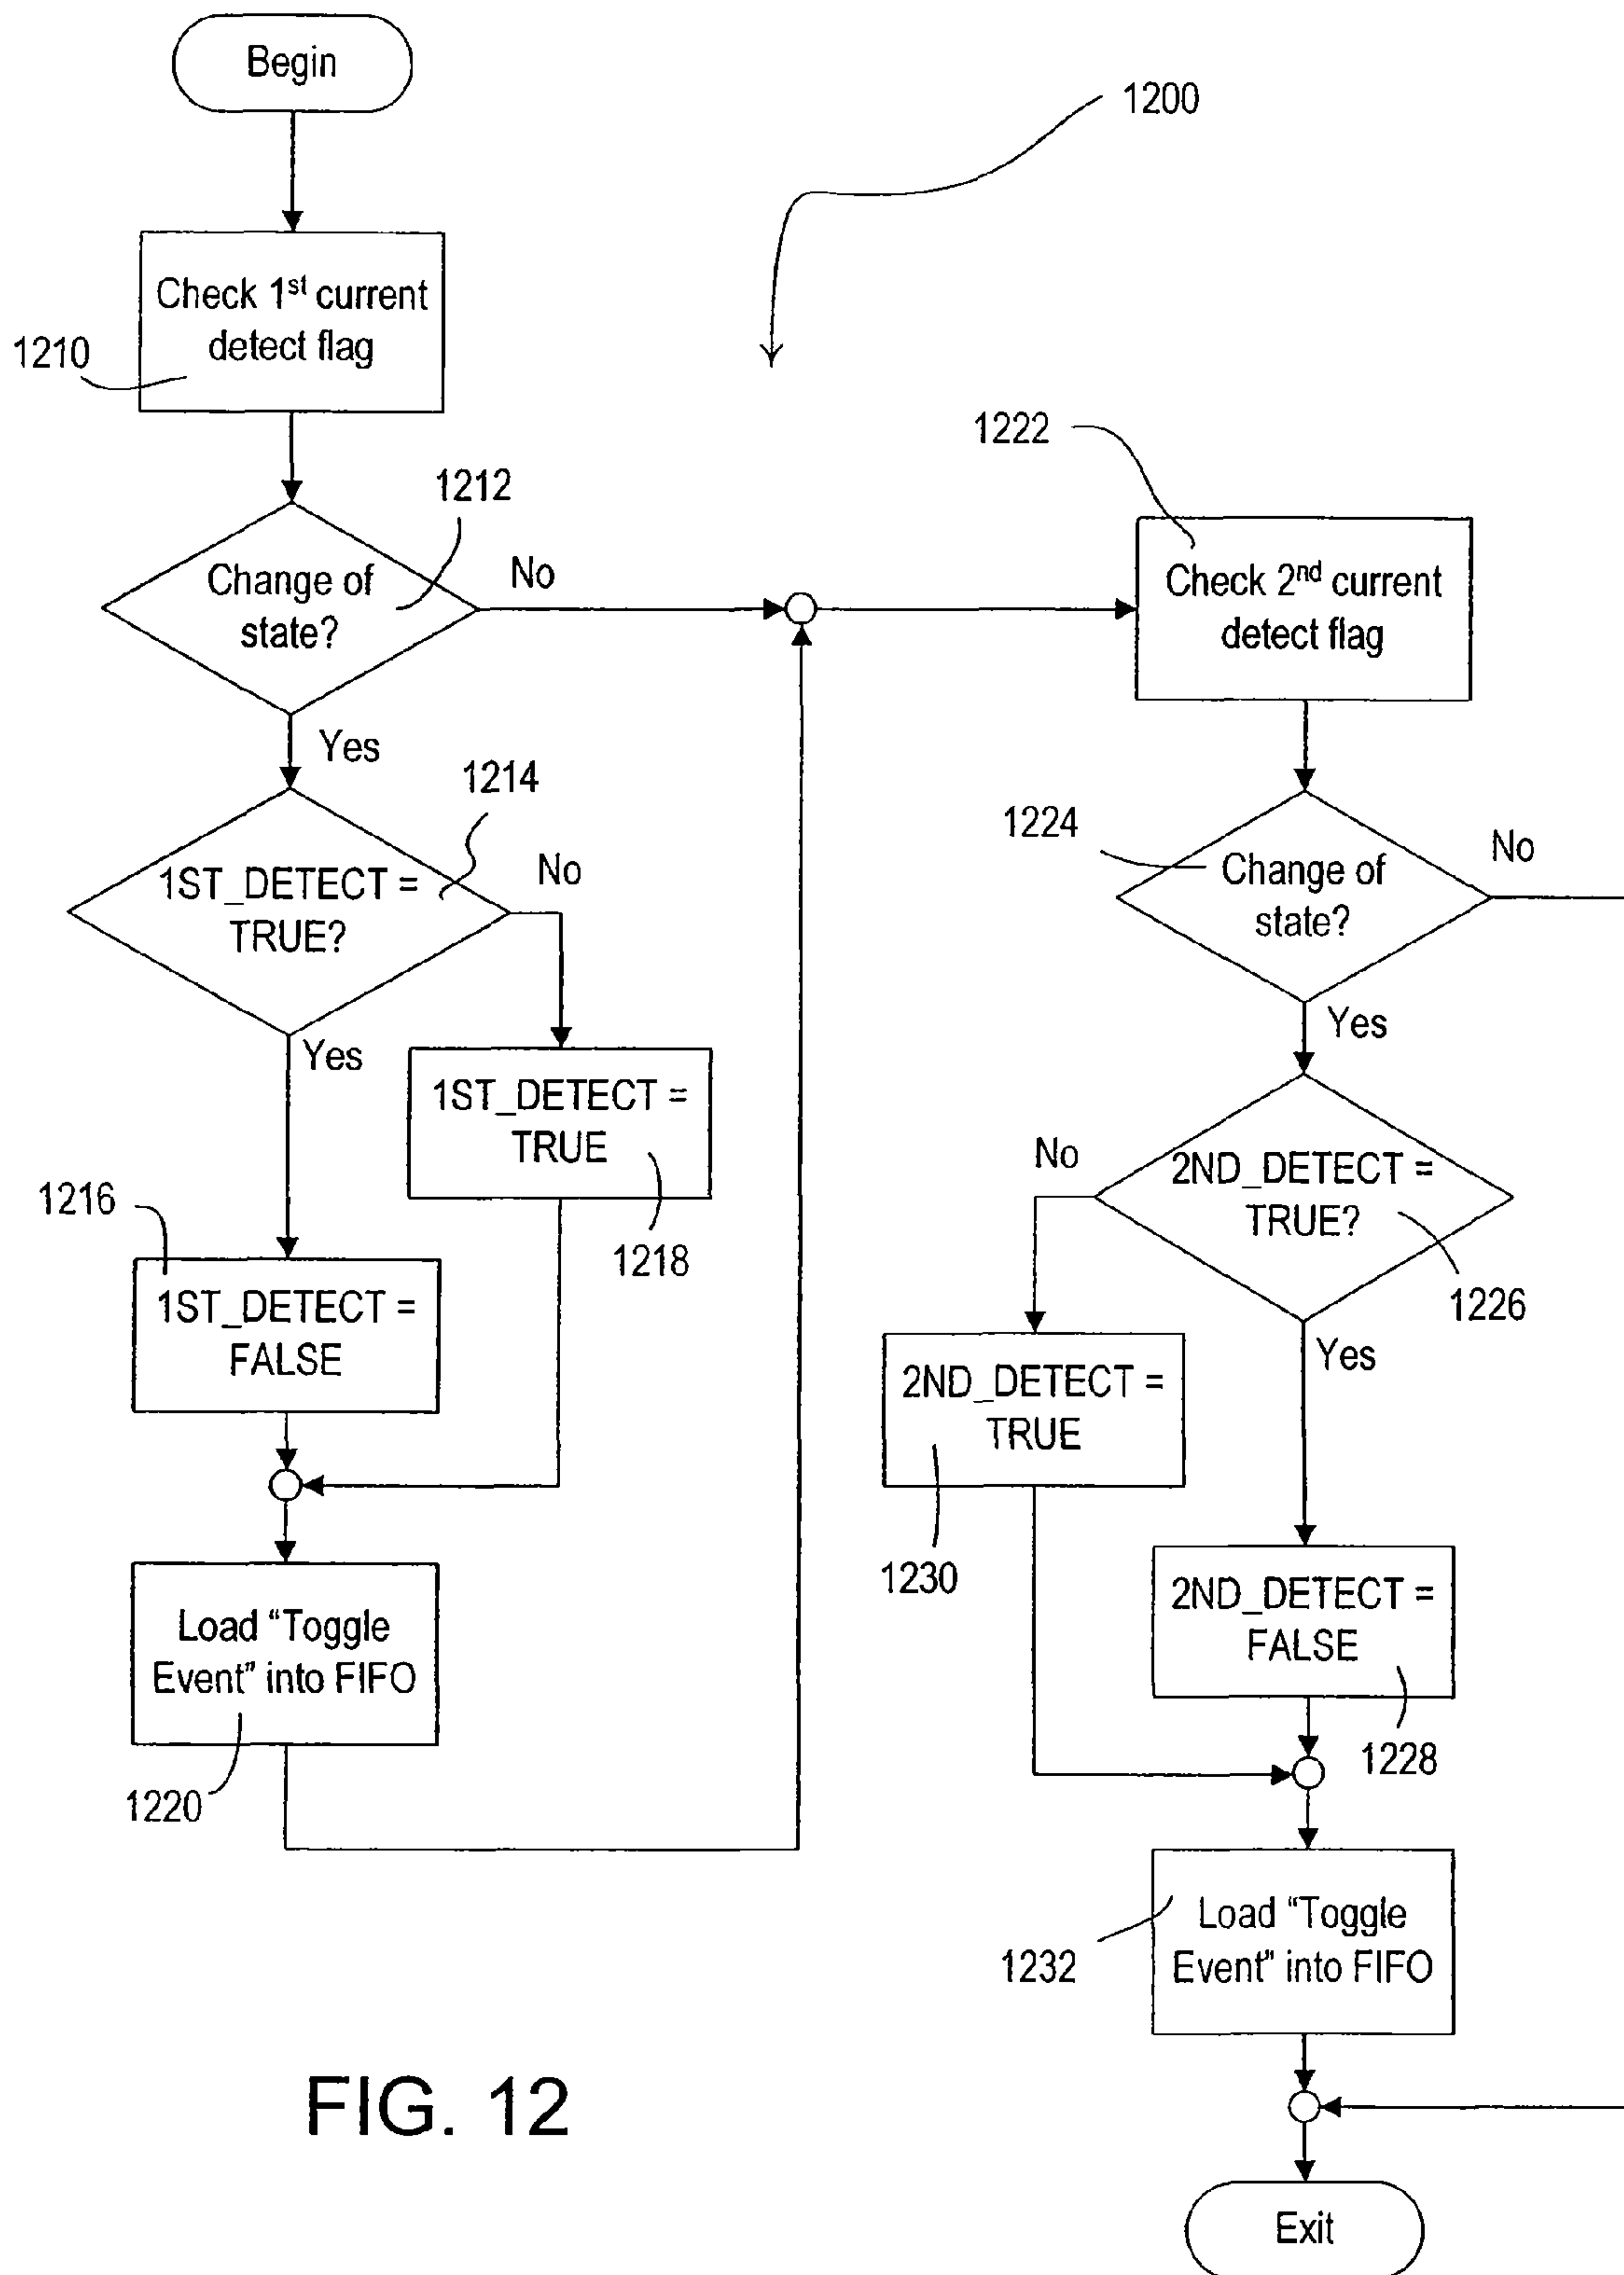 Begin
1200
Check 1st current
detect flag
1210
1212
Change of
state?
No
Yes
1214
1ST_DETECT =
TRUE?
No
Yes
1ST_DETECT =
TRUE
1218
1216
1ST_DETECT =
FALSE
Load “Toggle
Event” into FIFO
1220
1222
Check 2nd current
detect flag
1224
Change of
state?
No
Yes
2ND_DETECT =
TRUE?
No
1226
Yes
2ND_DETECT =
TRUE
1230
2ND_DETECT =
FALSE
1228
Load “Toggle
Event” into FIFO
1232
Exit
FIG. 12